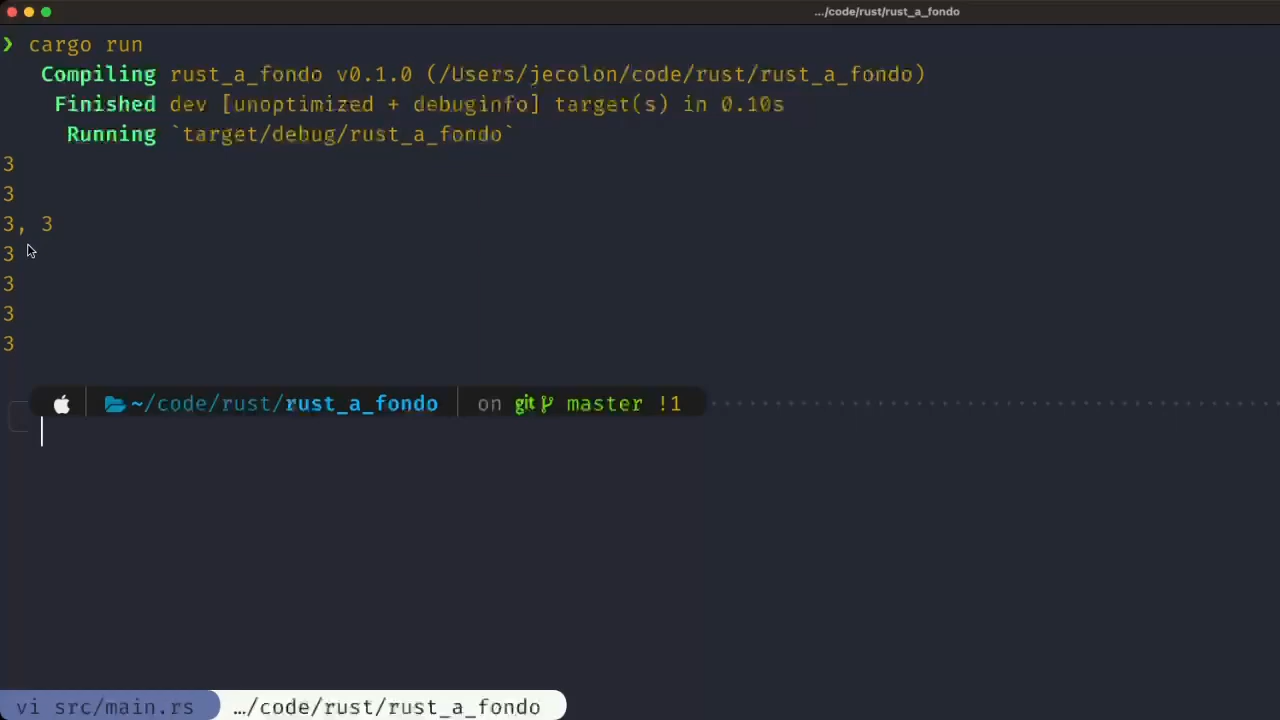 .../code/rust/rust_a_fondo
❯ cargo run
Compiling rust_a_fondo v0.1.0 (/Users/jecolon/code/rust/rust_a_fondo)
Finished dev [unoptimized + debuginfo] target(s) in 0.10s
Running `target/debug/rust_a_fondo`
3
3
3, 3
3
3
3
3
~/code/rust/rust_a_fondo on git master !1
vi src/main.rs …/code/rust/rust_a_fondo